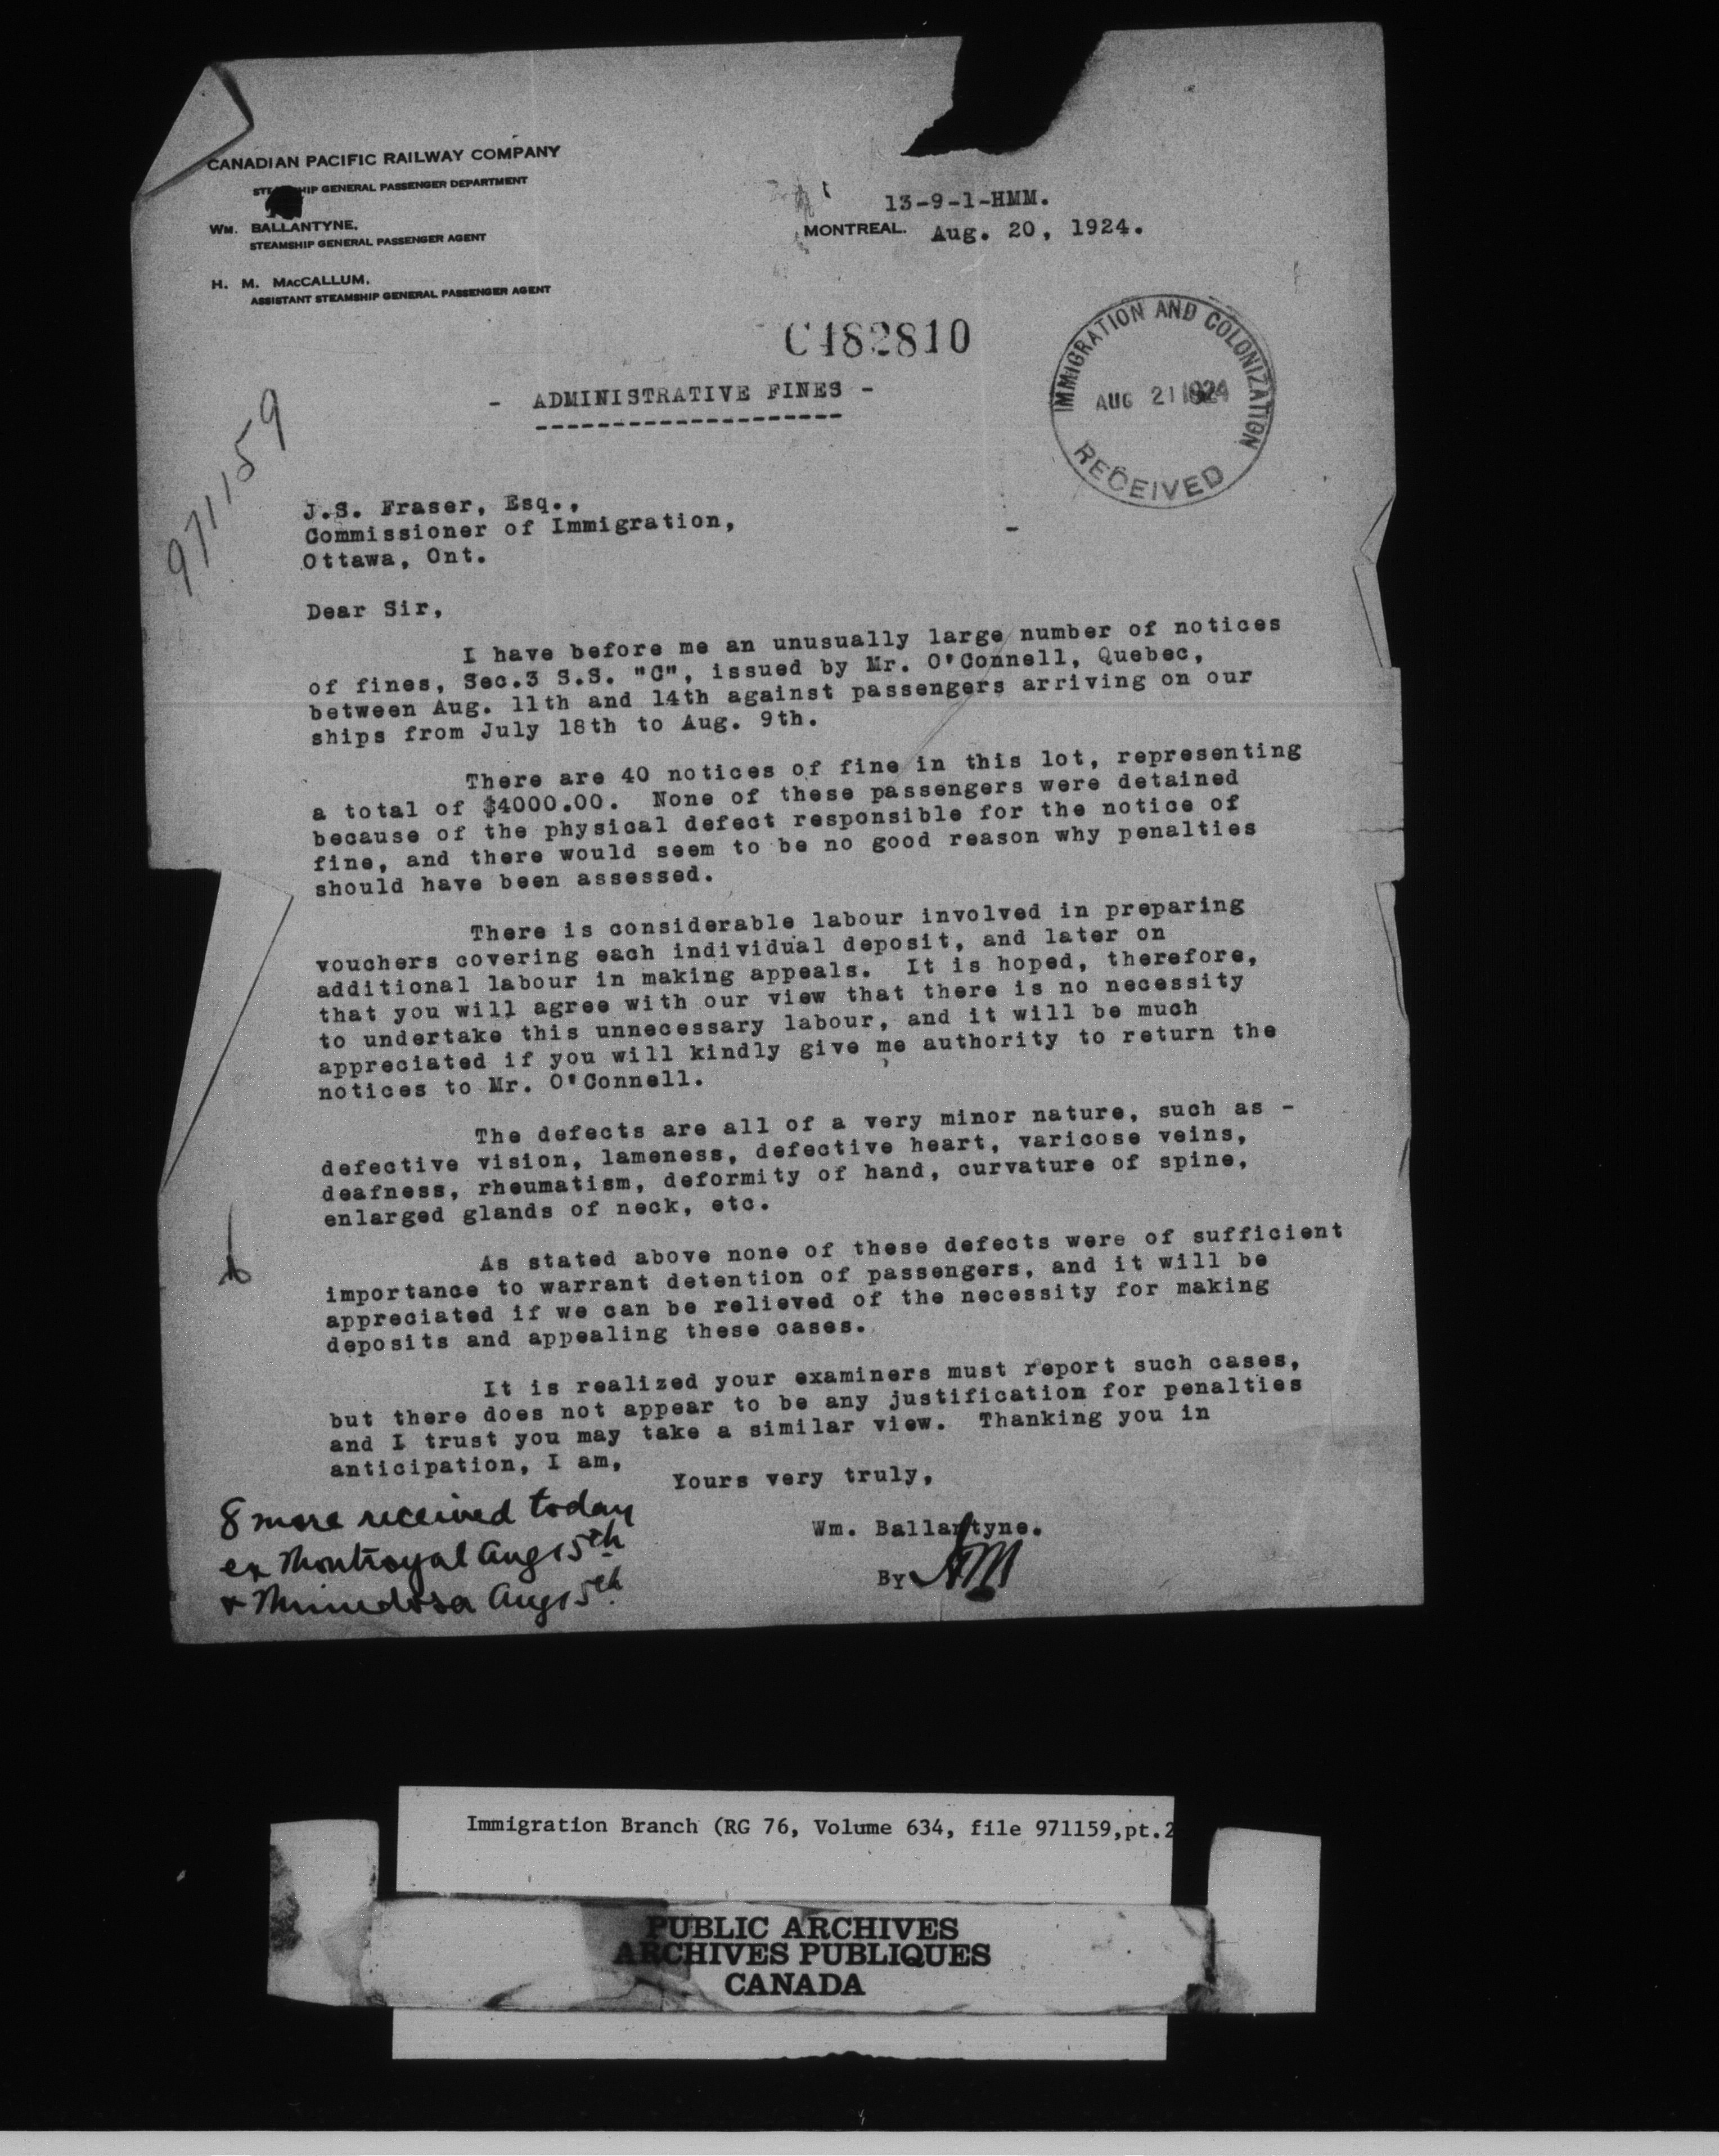 CANADIAN PACIFIC RAILWAY COMPANY
STEAMSHIP GENERAL PASSENGER DEPARTMENT
WM. BALLANTYNE,
STEAMSHIP GENERAL PASSENGER AGENT
H. M. MACCALLUM,
ASSISTANT STEAMSHIP GENERAL PASSENGER AGENT
13-9-1-HMM.
MONTREAL. Aug. 20, 1924.
C482810
IMMIGRATION AND COLONIZATION
AUG 21 1924
RECEIVED
- ADMINISTRATIVE FINES -
971159
J.S. Fraser, Esq.,
Commissioner of Immigration,
Ottawa, Ont.
Dear Sir,
I have before me an unusually large number of notices
of fines, Sec.3 S.S. "C", issued by Mr. O'Connell, Quebec,
between Aug. 11th and 14th against passengers arriving on our
ships from July 18th to Aug. 9th.
There are 40 notices of fine in this lot, representing
a total of $4000.00. None of these passengers were detained
because of the physical defect responsible for the notice of
fine, and there would seem to be no good reason why penalties
should have been assessed.
There is considerable labour involved in preparing
vouchers covering each individual deposit, and later on
additional labour in making appeals. It is hoped, therefore,
that you will agree with our view that there is no necessity
to undertake this unnecessary labour, and it will be much
appreciated if you will kindly give me authority to return the
notices to Mr. O'Connell.
The defects are all of a very minor nature, such as -
defective vision, lameness, defective heart, varicose veins,
deafness, rheumatism, deformity of hand, curvature of spine,
enlarged glands of neck, etc.
As stated above none of these defects were of sufficient
importance to warrant detention of passengers, and it will be
appreciated if we can be relieved of the necessity for making
deposits and appealing these cases.
It is realized your examiners must report such cases,
but there does not appear to be any justification for penalties
and I trust you may take a similar view. Thanking you in
anticipation, I am,
Yours very truly,
Wm. Ballantyne.
By
8 more received today
ex Montroyal Aug 15th
& Minnedosa Aug 15th.
Immigration Branch (RG 76, Volume 634, file 971159,pt.2
PUBLIC ARCHIVES
ARCHIVES PUBLIQUES
CANADA